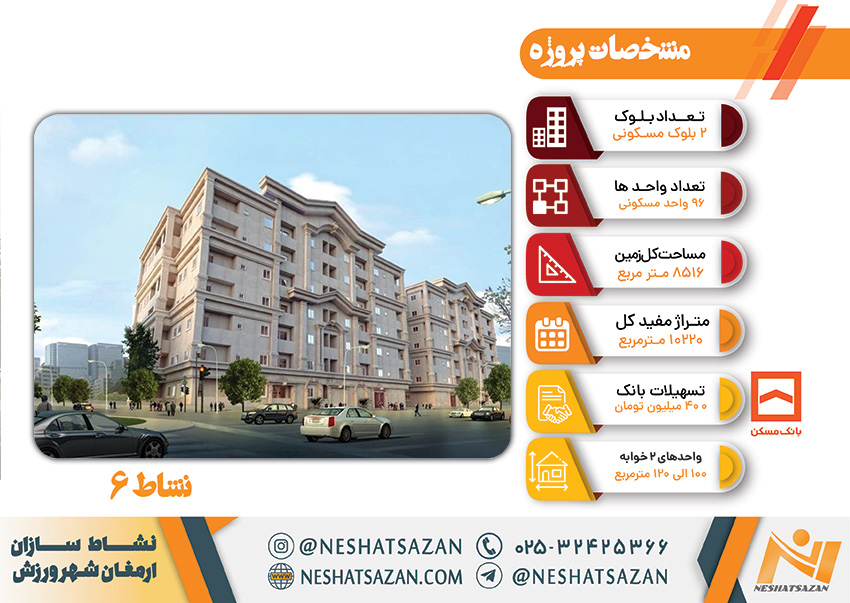 مشخصات پروژه
تعداد بلوک
۲ بلوک مسکونی
تعداد واحد ها
۹۶ واحد مسکونی
مساحت کل زمین
۸۵۱۶ متر مربع
متراژ مفید کل
۱۰۲۲۰ مترمربع
تسهیلات بانک
۴۰۰ میلیون تومان
بانک مسکن
واحدهای ۲ خوابه
۱۰۰ الی ۱۲۰ مترمربع
نشاط ۶
نشاط سازان
ارمغان شهر ورزش
@NESHATSAZAN
۰۲۵-۳۲۴۲۵۳۶۶
NESHATSAZAN.COM
@NESHATSAZAN
NESHATSAZAN